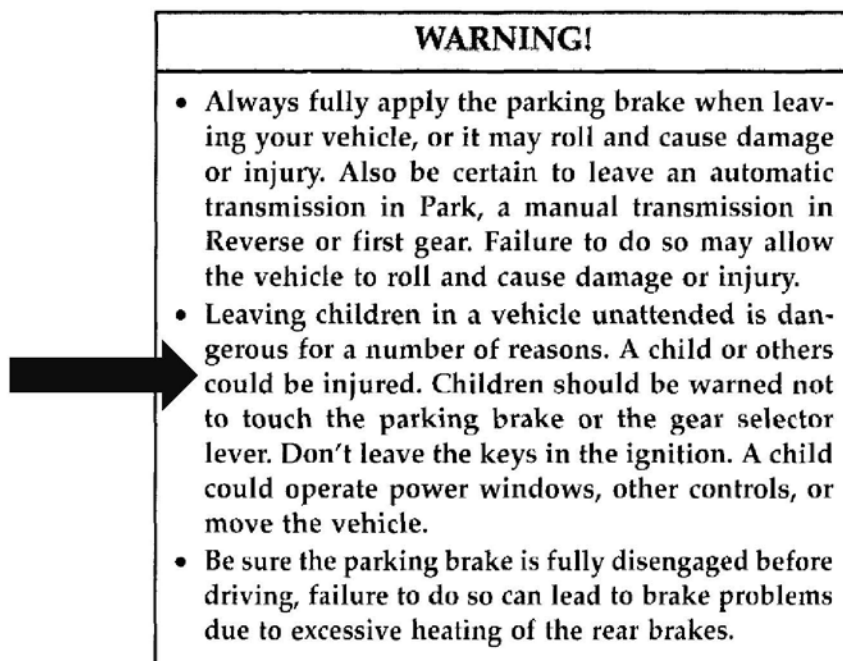 WARNING!
• Always fully apply the parking brake when leav-
ing your vehicle, or it may roll and cause damage
or injury. Also be certain to leave an automatic
transmission in Park, a manual transmission in
Reverse or first gear. Failure to do so may allow
the vehicle to roll and cause damage or injury.
• Leaving children in a vehicle unattended is dan-
gerous for a number of reasons. A child or others
could be injured. Children should be warned not
to touch the parking brake or the gear selector
lever. Don't leave the keys in the ignition. A child
could operate power windows, other controls, or
move the vehicle.
• Be sure the parking brake is fully disengaged before
driving, failure to do so can lead to brake problems
due to excessive heating of the rear brakes.